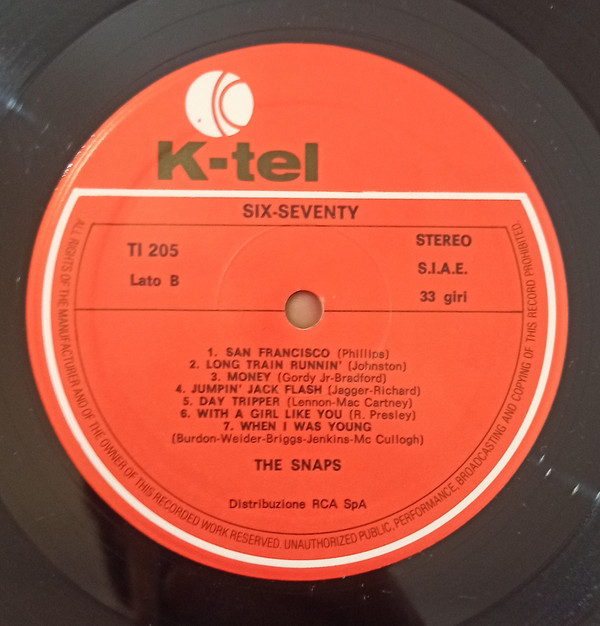 K-tel
SIX-SEVENTY
TI 205
Lato B
STEREO
S.I.A.E.
33 giri
1. SAN FRANCISCO (Phillips)
2. LONG TRAIN RUNNIN' (Johnston)
3. MONEY (Gordy Jr-Bradford)
4. JUMPIN' JACK FLASH (Jagger-Richard)
5. DAY TRIPPER (Lennon-Mac Cartney)
6. WITH A GIRL LIKE YOU (R. Presley)
7. WHEN I WAS YOUNG
(Burdon-Weider-Briggs-Jenkins-Mc Cullogh)
THE SNAPS
Distribuzione RCA SpA
ALL RIGHTS OF THE MANUFACTURER AND OF THE OWNER OF THIS RECORDED WORK RESERVED. UNAUTHORIZED PUBLIC, PERFORMANCE, BROADCASTING AND COPYING OF THIS RECORD PROHIBITED.